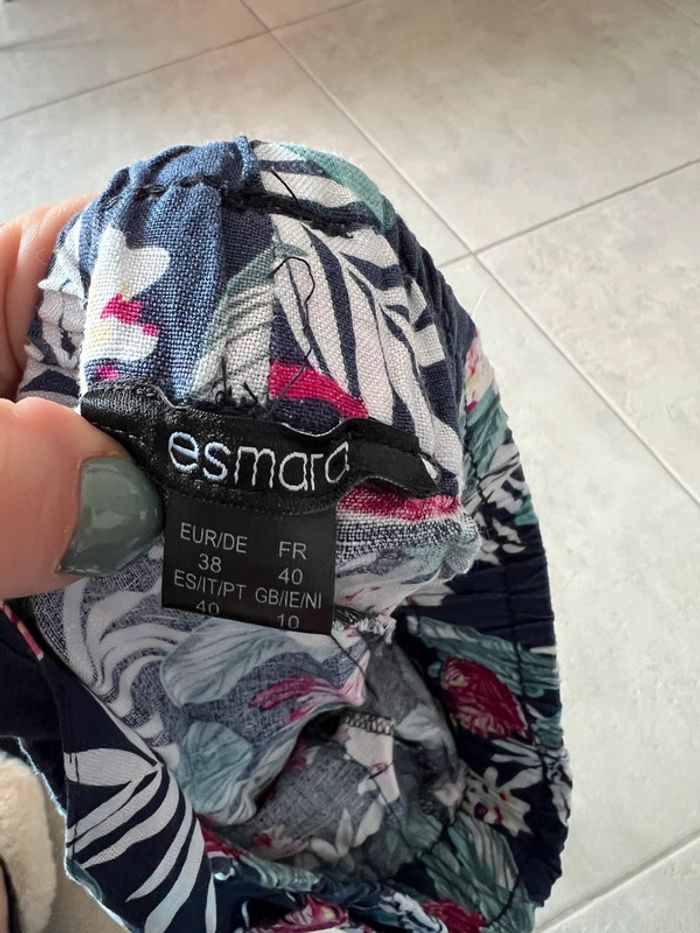 esmara
EUR/DE FR
38 40
ES/IT/PT GB/IE/NI
40 10